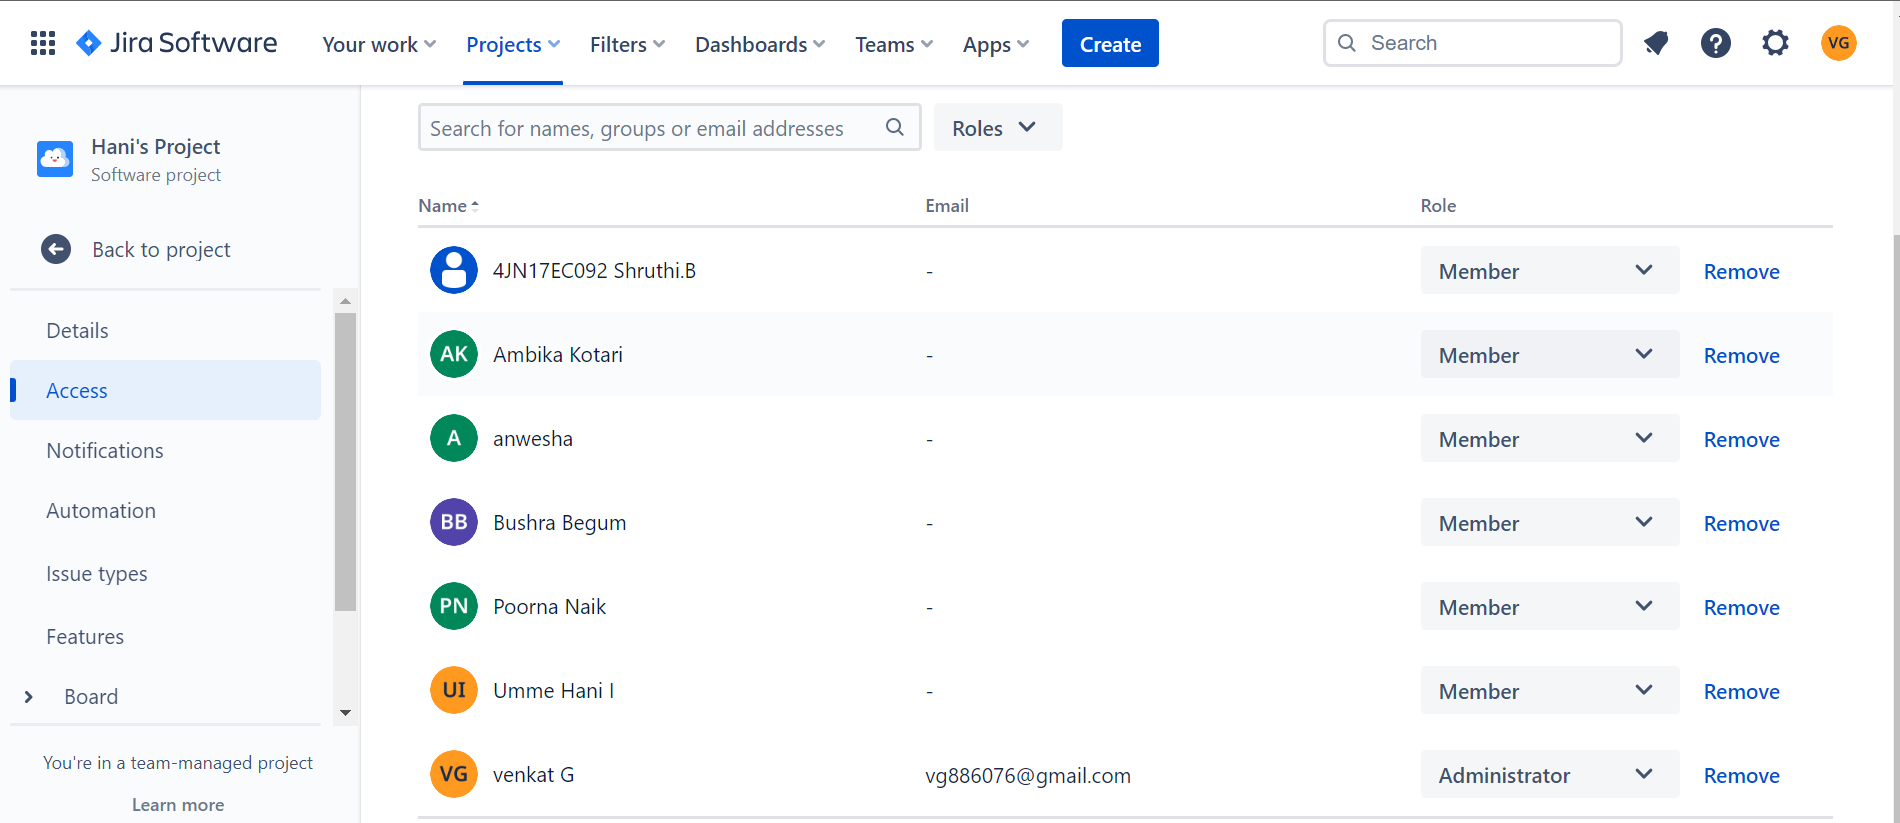 Jira Software Your work Projects Filters Dashboards Teams Apps Create Search VG
Hani's Project
Software project
Back to project
Details
Access
Notifications
Automation
Issue types
Features
Board
You're in a team-managed project
Learn more
Search for names, groups or email addresses Roles
Name Email Role
4JN17EC092 Shruthi.B - Member Remove
AK Ambika Kotari - Member Remove
A anwesha - Member Remove
BB Bushra Begum - Member Remove
PN Poorna Naik - Member Remove
UI Umme Hani I - Member Remove
VG venkat G vg886076@gmail.com Administrator Remove